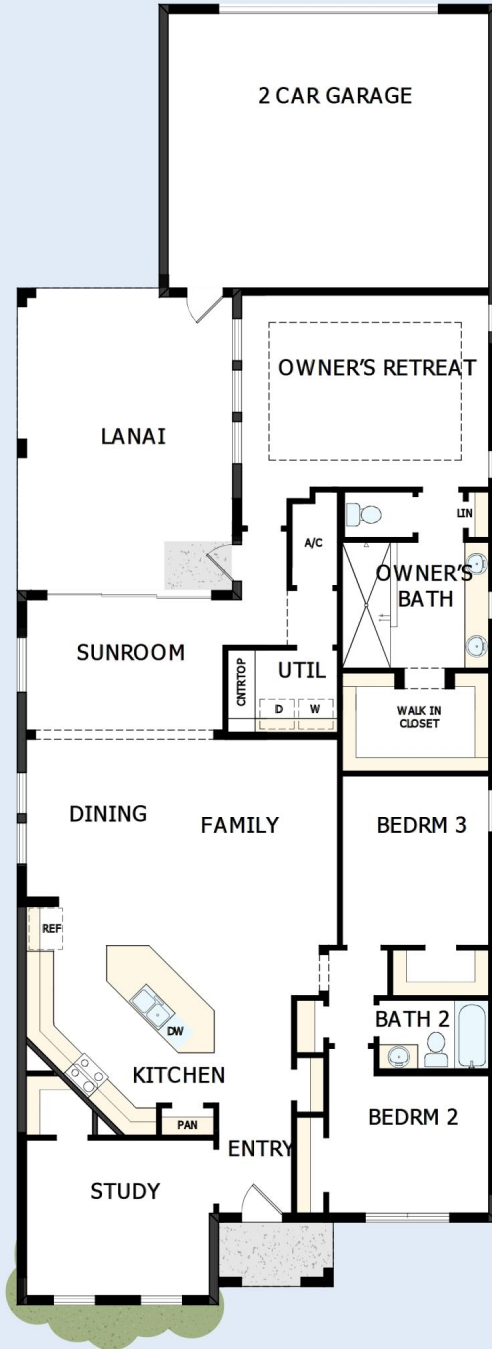 2 CAR GARAGE
OWNER'S RETREAT
LANAI
LIN
A/C
OWNER'S
BATH
SUNROOM
UTIL
CNTRTOP
D
W
WALK IN
CLOSET
DINING
FAMILY
BEDRM 3
REF
DW
BATH 2
KITCHEN
PAN
BEDRM 2
ENTRY
STUDY